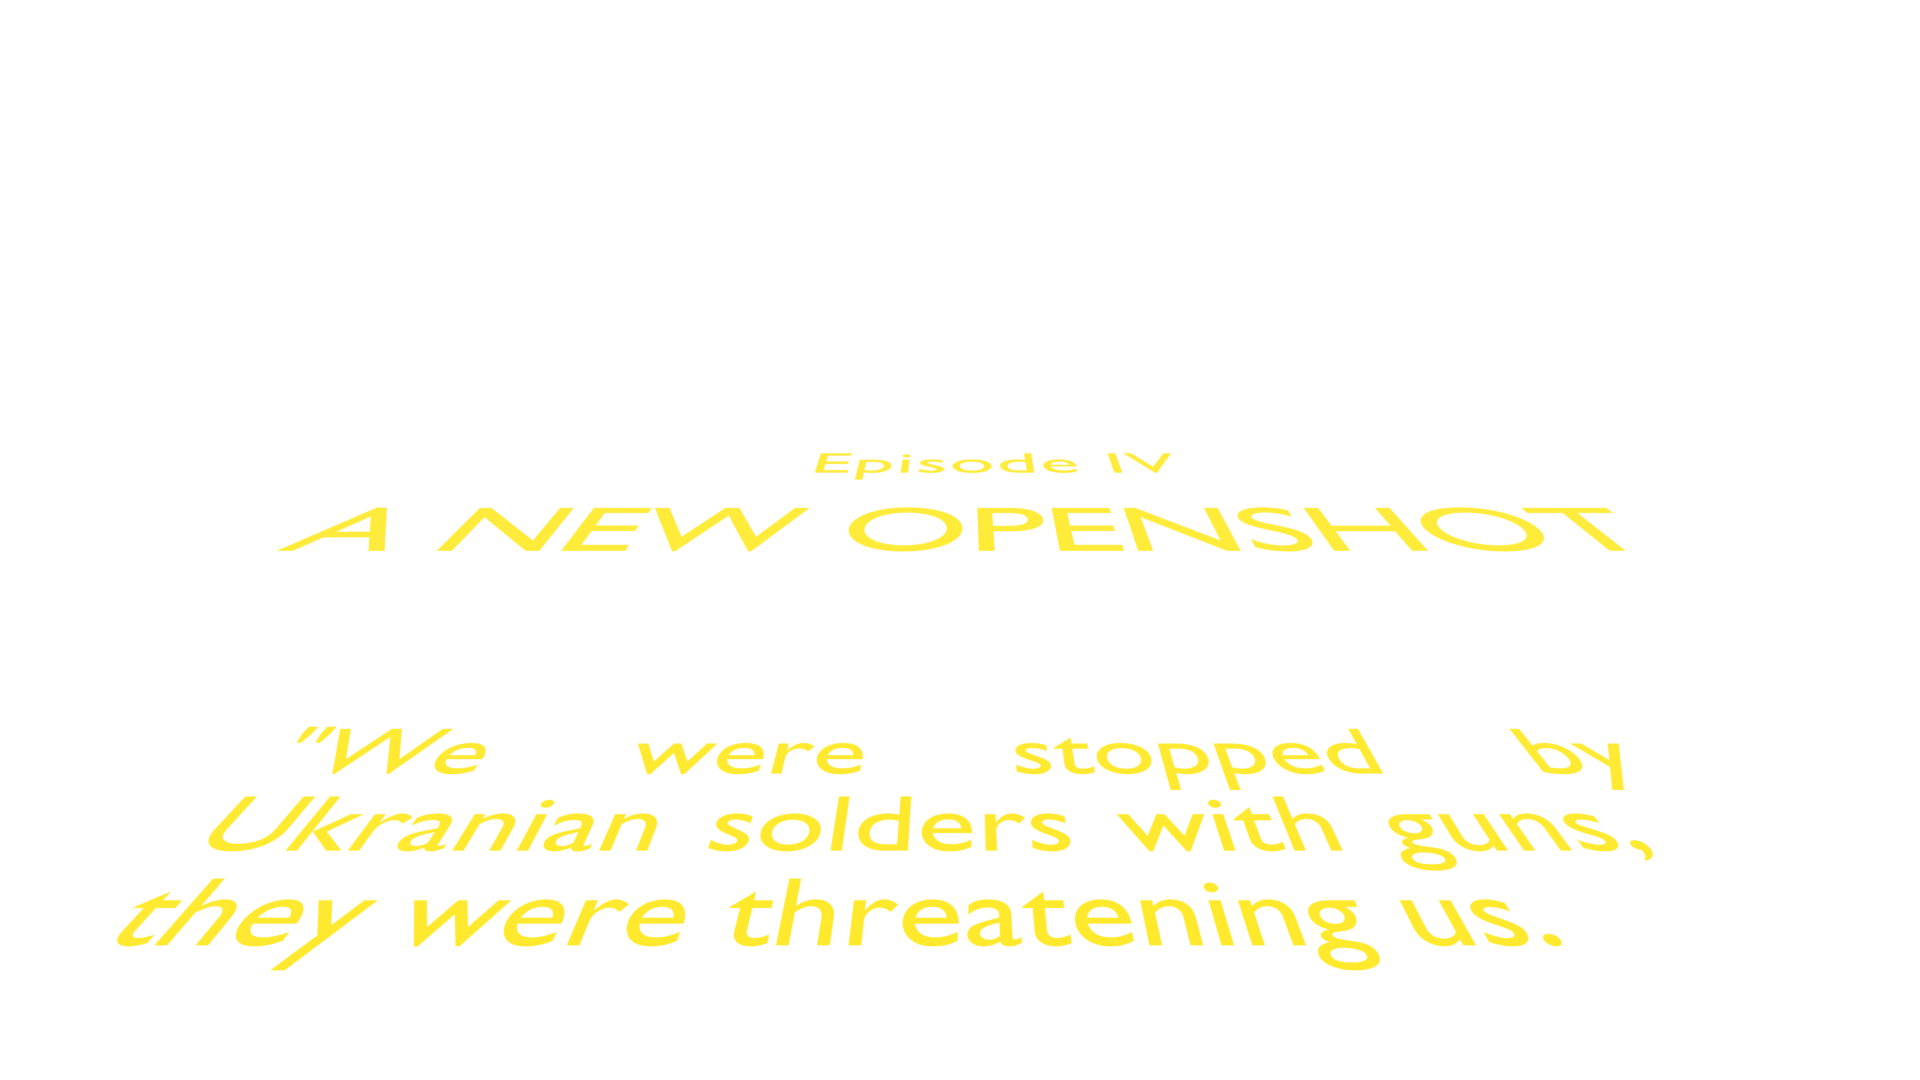 Episode IV
A NEW OPENSHOT
"We were stopped by
Ukranian solders with guns,
they were threatening us.